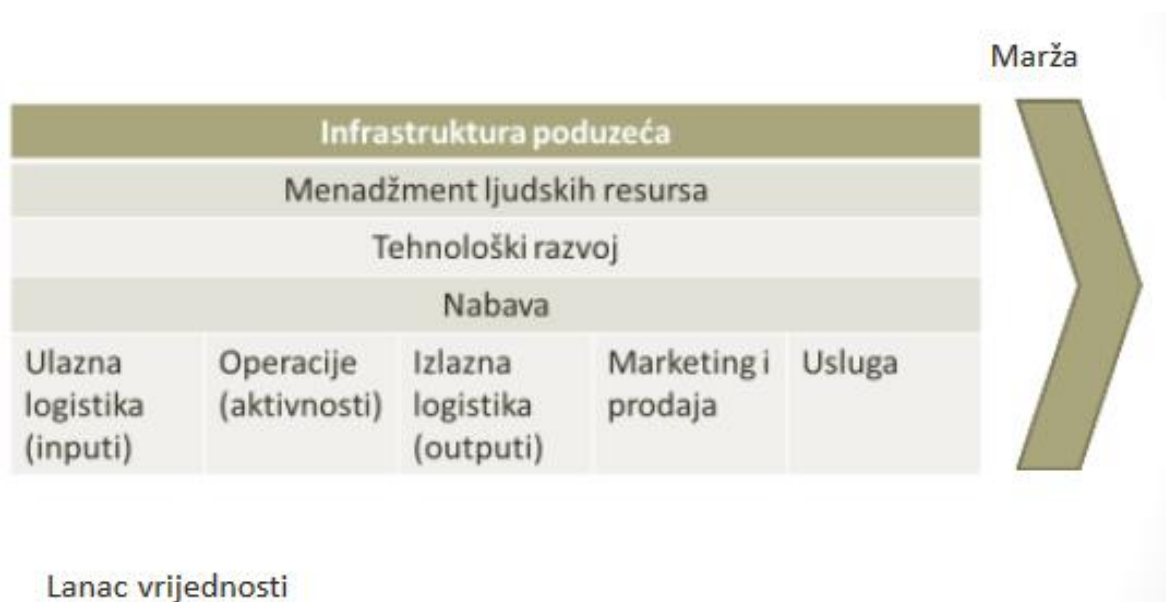 Marža
Infrastruktura poduzeća
Menadžment ljudskih resursa
Tehnološki razvoj
Nabava
Ulazna
logistika
(inputi)
Operacije
(aktivnosti)
Izlazna
logistika
(outputi)
Marketing i
prodaja
Usluga
Lanac vrijednosti